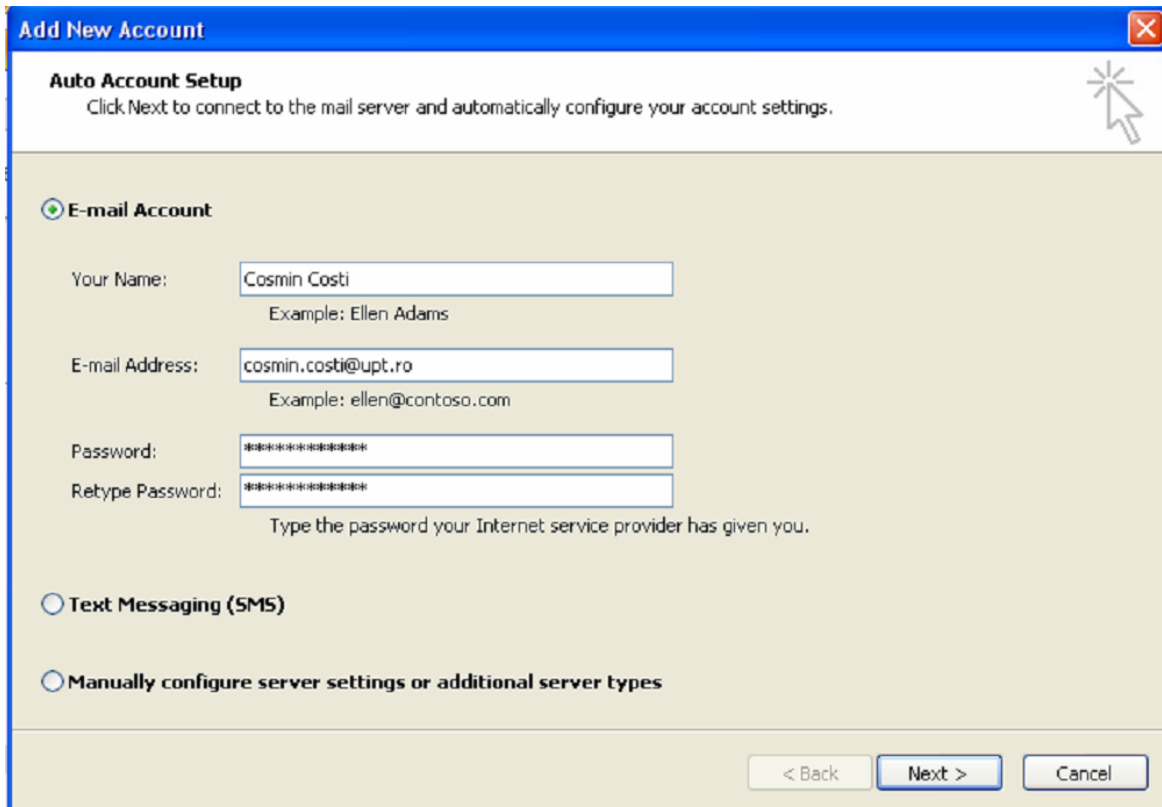 Add New Account
Auto Account Setup
Click Next to connect to the mail server and automatically configure your account settings.
E-mail Account
Your Name: Cosmin Costi
Example: Ellen Adams
E-mail Address: cosmin.costi@upt.ro
Example: ellen@contoso.com
Password: ************
Retype Password: ************
Type the password your Internet service provider has given you.
Text Messaging (SMS)
Manually configure server settings or additional server types
< Back Next > Cancel